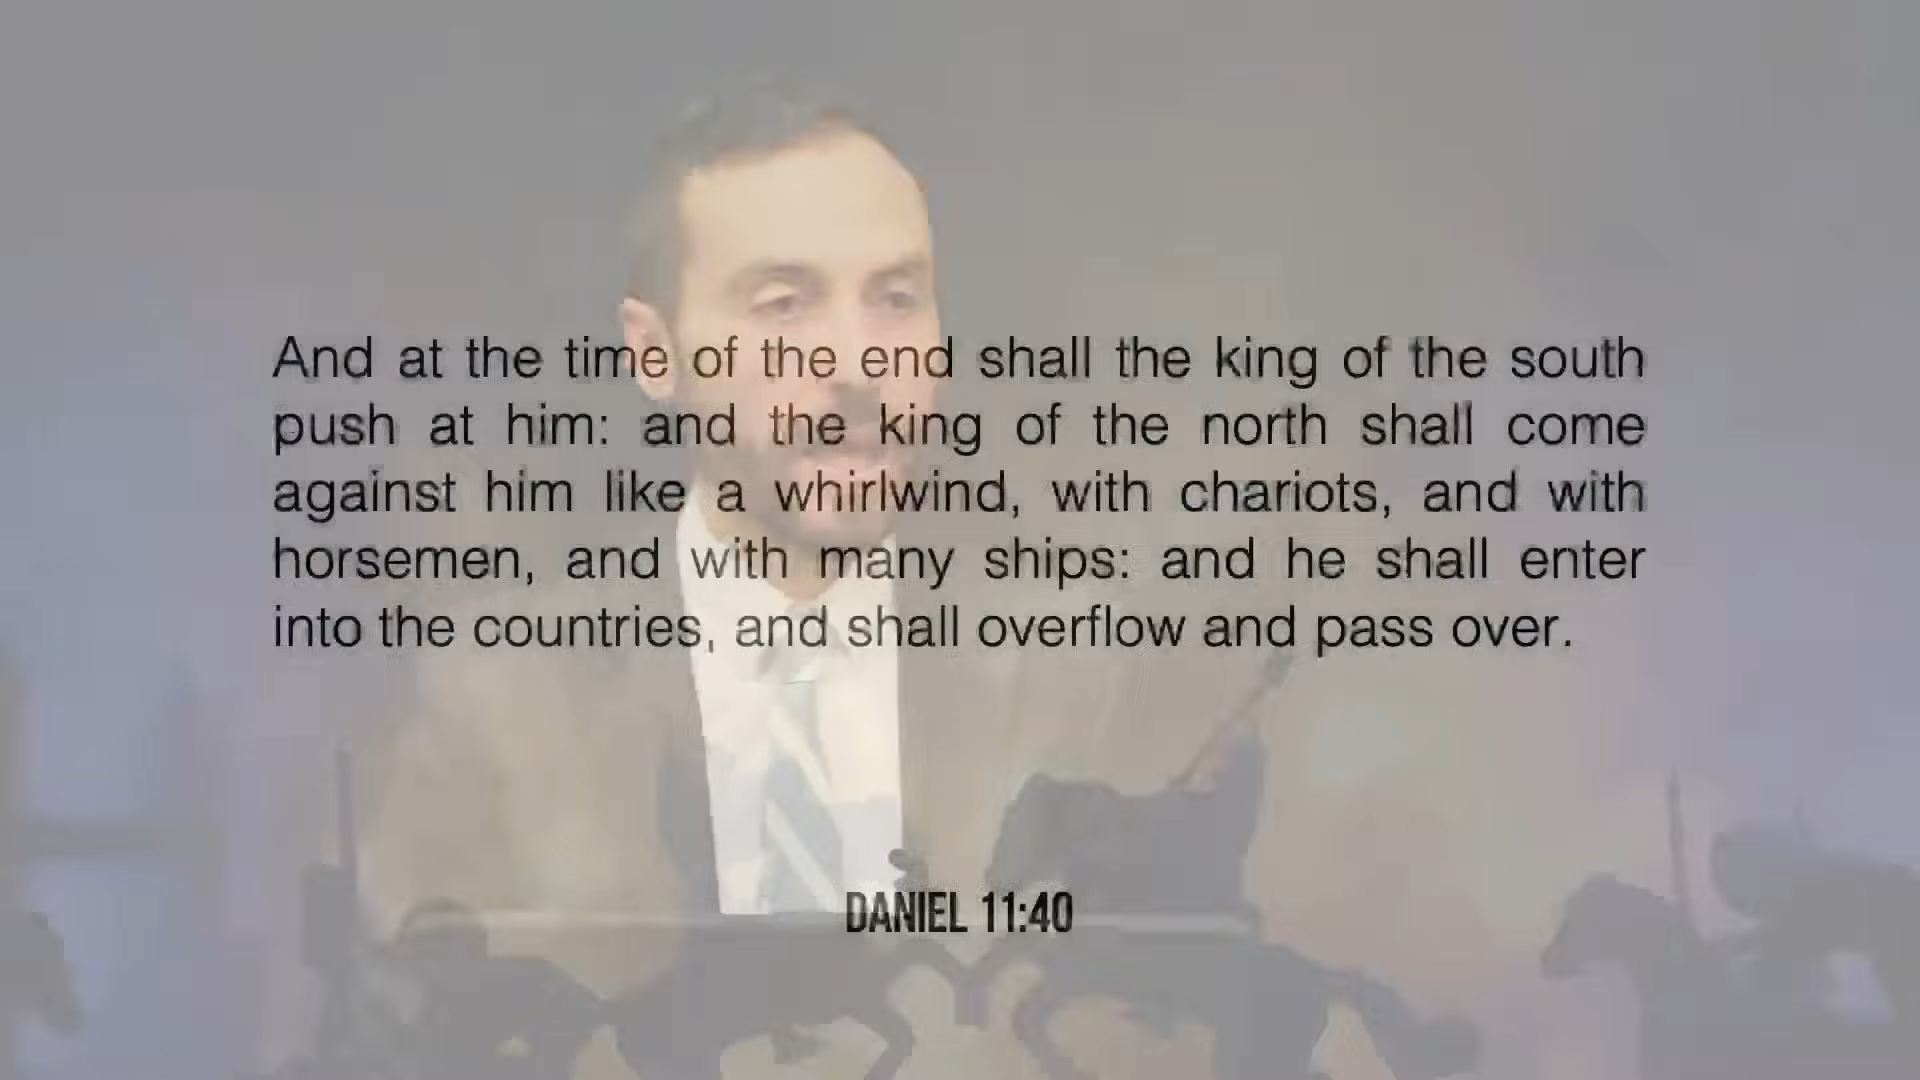 And at the time of the end shall the king of the south
push at him: and the king of the north shall come
against him like a whirlwind, with chariots, and with
horsemen, and with many ships: and he shall enter
into the countries, and shall overflow and pass over.
DANIEL 11:40